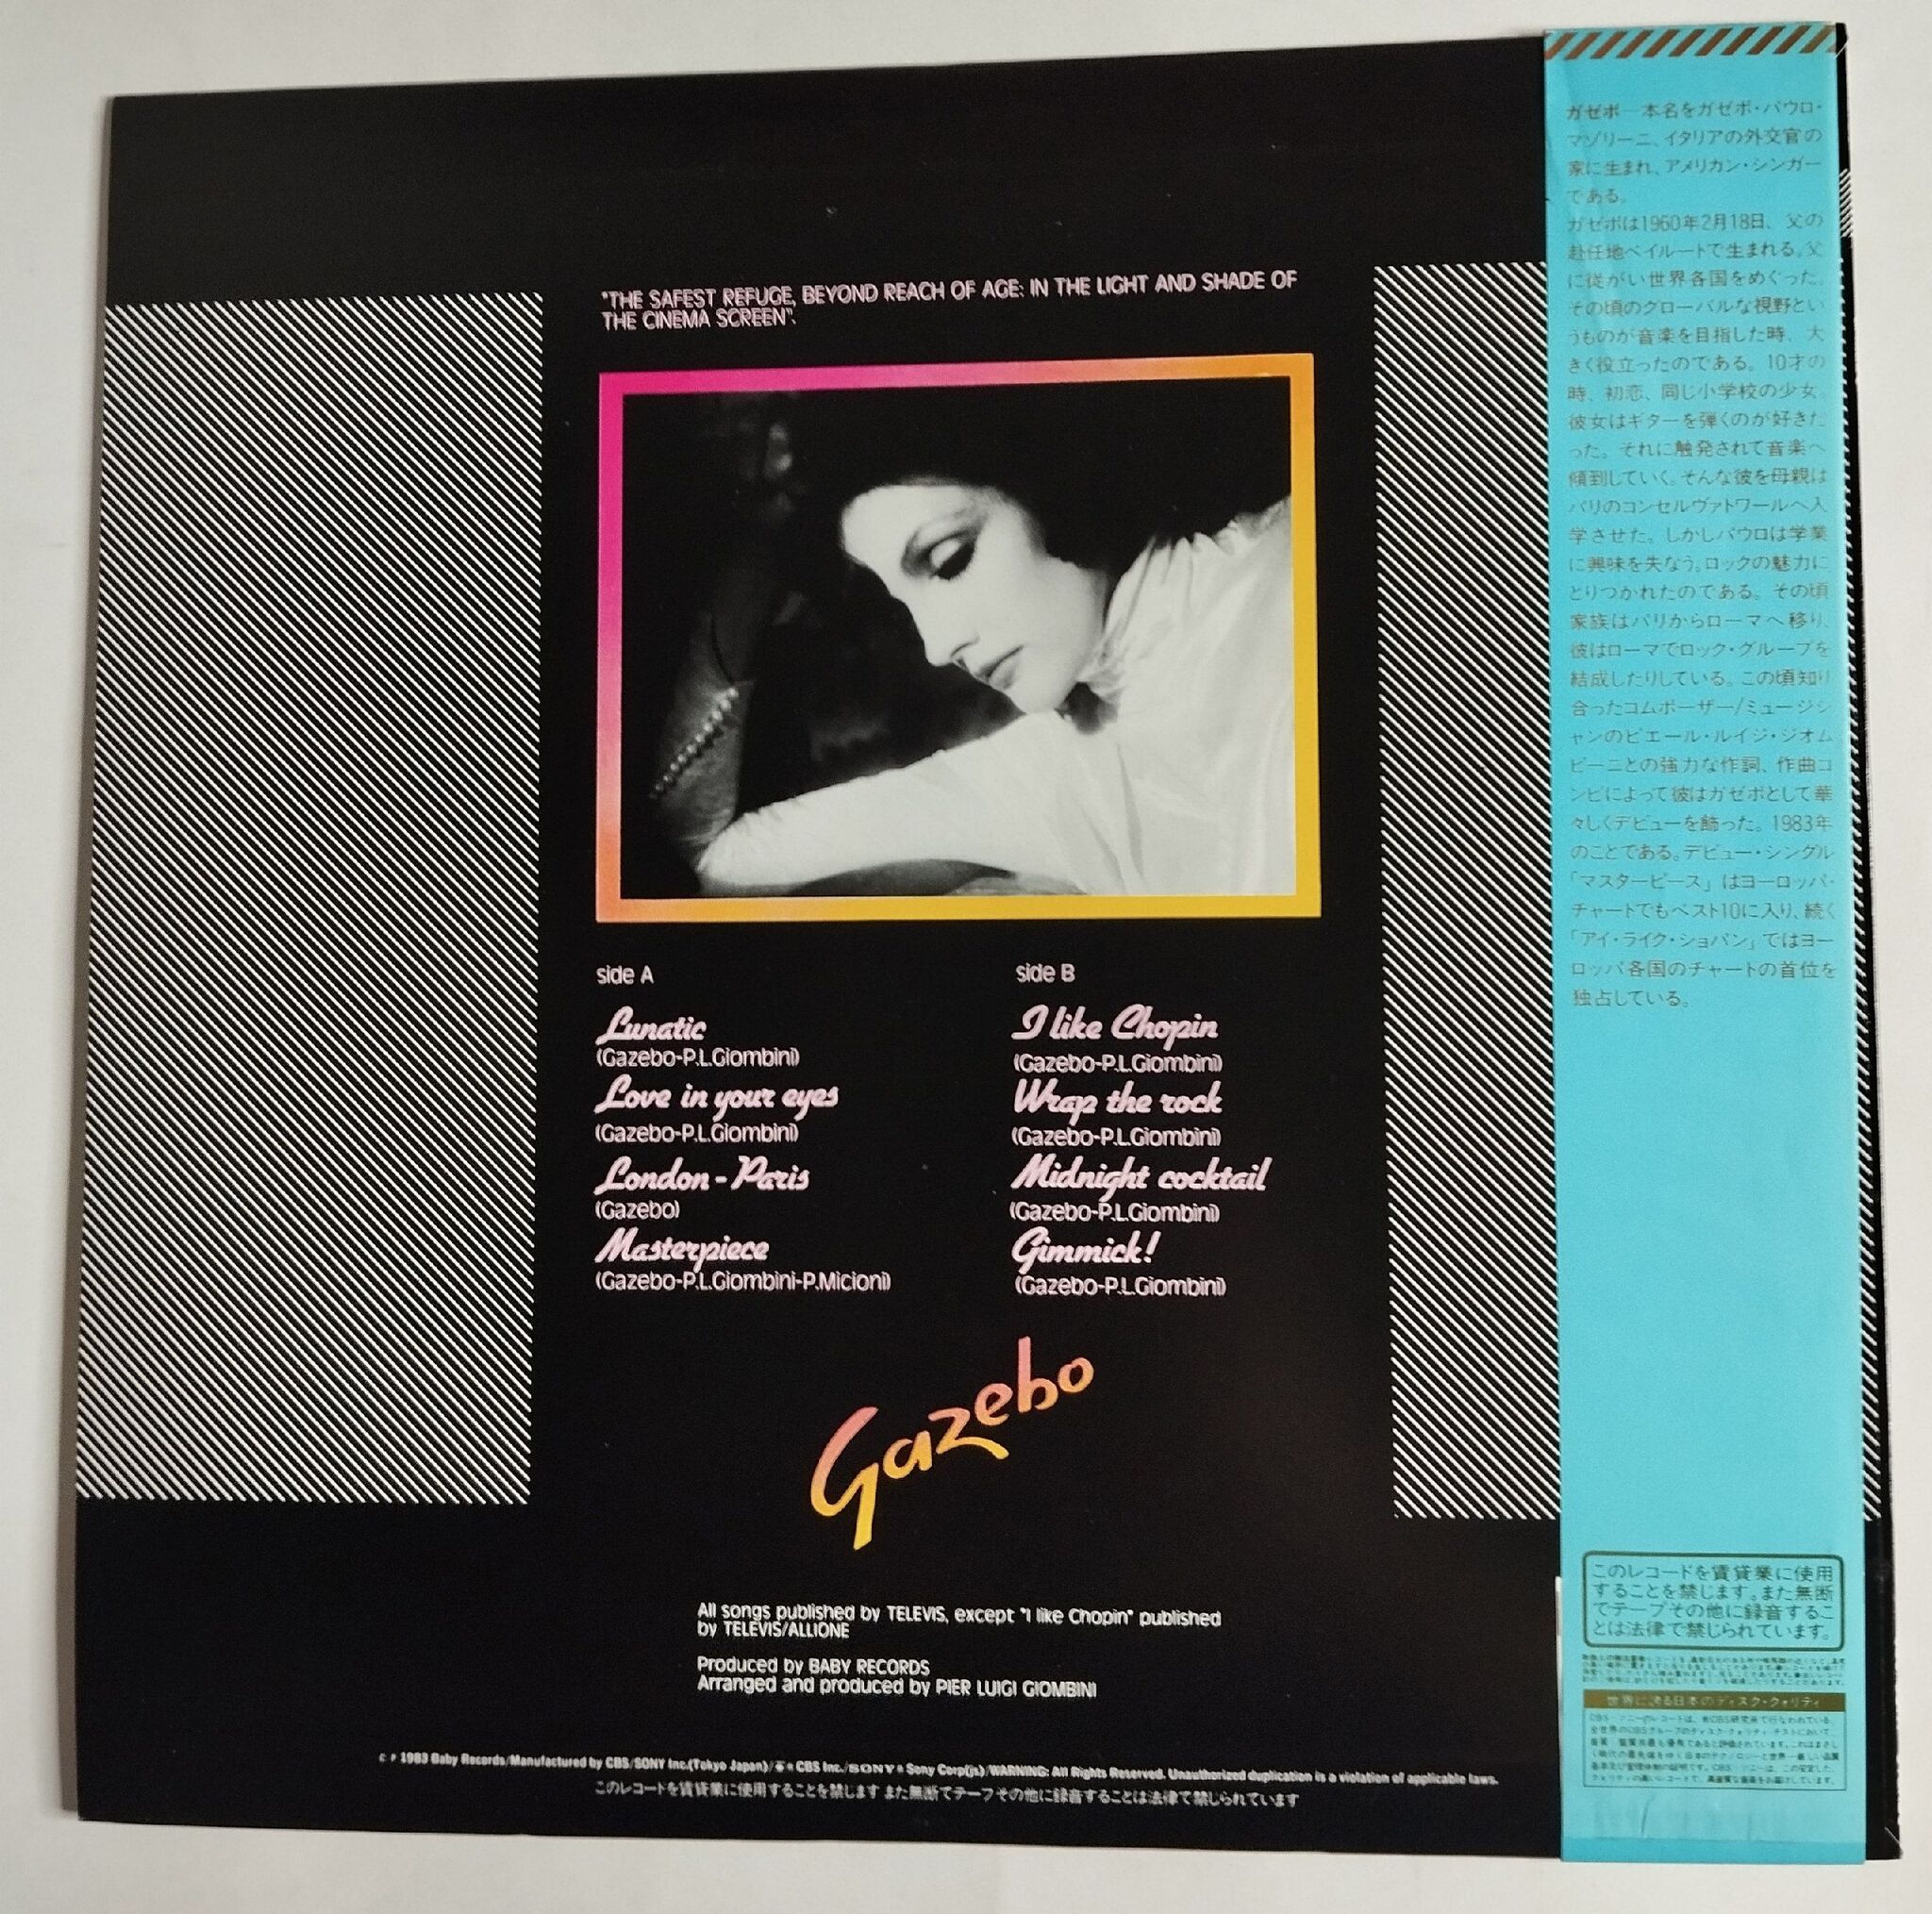 "THE SAFEST REFUGE, BEYOND REACH OF AGE: IN THE LIGHT AND SHADE OF
THE CINEMA SCREEN".
side A
Lunatic
(Gazebo-P.L.Giombini)
Love in your eyes
(Gazebo-P.L.Giombini)
London - Paris
(Gazebo)
Masterpiece
(Gazebo-P.L.Giombini-P.Micioni)
side B
I like Chopin
(Gazebo-P.L.Giombini)
Wrap the rock
(Gazebo-P.L.Giombini)
Midnight cocktail
(Gazebo-P.L.Giombini)
Gimmick!
(Gazebo-P.L.Giombini)
Gazebo
All songs published by TELEVIS, except "I like Chopin" published
by TELEVIS/ALLIONE
Produced by BABY RECORDS
Arranged and produced by PIER LUIGI GIOMBINI
C P 1983 Baby Records/Manufactured by CBS/SONY Inc.(Tokyo Japan)/ CBS Inc./SONY Sony Corp(js)/WARNING: All Rights Reserved. Unauthorized duplication is a violation of applicable laws.
このレコードを賃貸業に使用することを禁じます また無断でテープその他に録音することは法律で禁じられています
ガゼボ—本名をガゼボ・パウロ・
マゾリーニ、イタリアの外交官の
家に生まれ、アメリカン・シンガー
である。
ガゼボは1960年2月18日、父の
赴任地ベイルートで生まれる。父
に従がい世界各国をめぐった。
その頃のグローバルな視野とい
うものが音楽を目指した時、大
きく役立ったのである。10才の
時、初恋、同じ小学校の少女。
彼女はギターを弾くのが好きだ
った。それに触発されて音楽へ
傾到していく。そんな彼を母親は
パリのコンセルヴァトワールへ入
学させた。しかしパウロは学業
に興味を失なう。ロックの魅力に
とりつかれたのである。その頃
家族はパリからローマへ移り、
彼はローマでロック・グループを
結成したりしている。この頃知り
合ったコムポーザー/ミュージシ
ャンのピエール・ルイジ・ジオム
ビーニとの強力な作詞、作曲コ
ンビによって彼はガゼボとして華
々しくデビューを飾った。1983年
のことである。デビュー・シングル
「マスターピース」はヨーロッパ・
チャートでもベスト10に入り、続く
「アイ・ライク・ショパン」ではヨー
ロッパ各国のチャートの首位を
独占している。
このレコードを賃貸業に使用
することを禁じます。また無断
でテープその他に録音するこ
とは法律で禁じられています。
世界に誇る日本のディスク・クォリティ